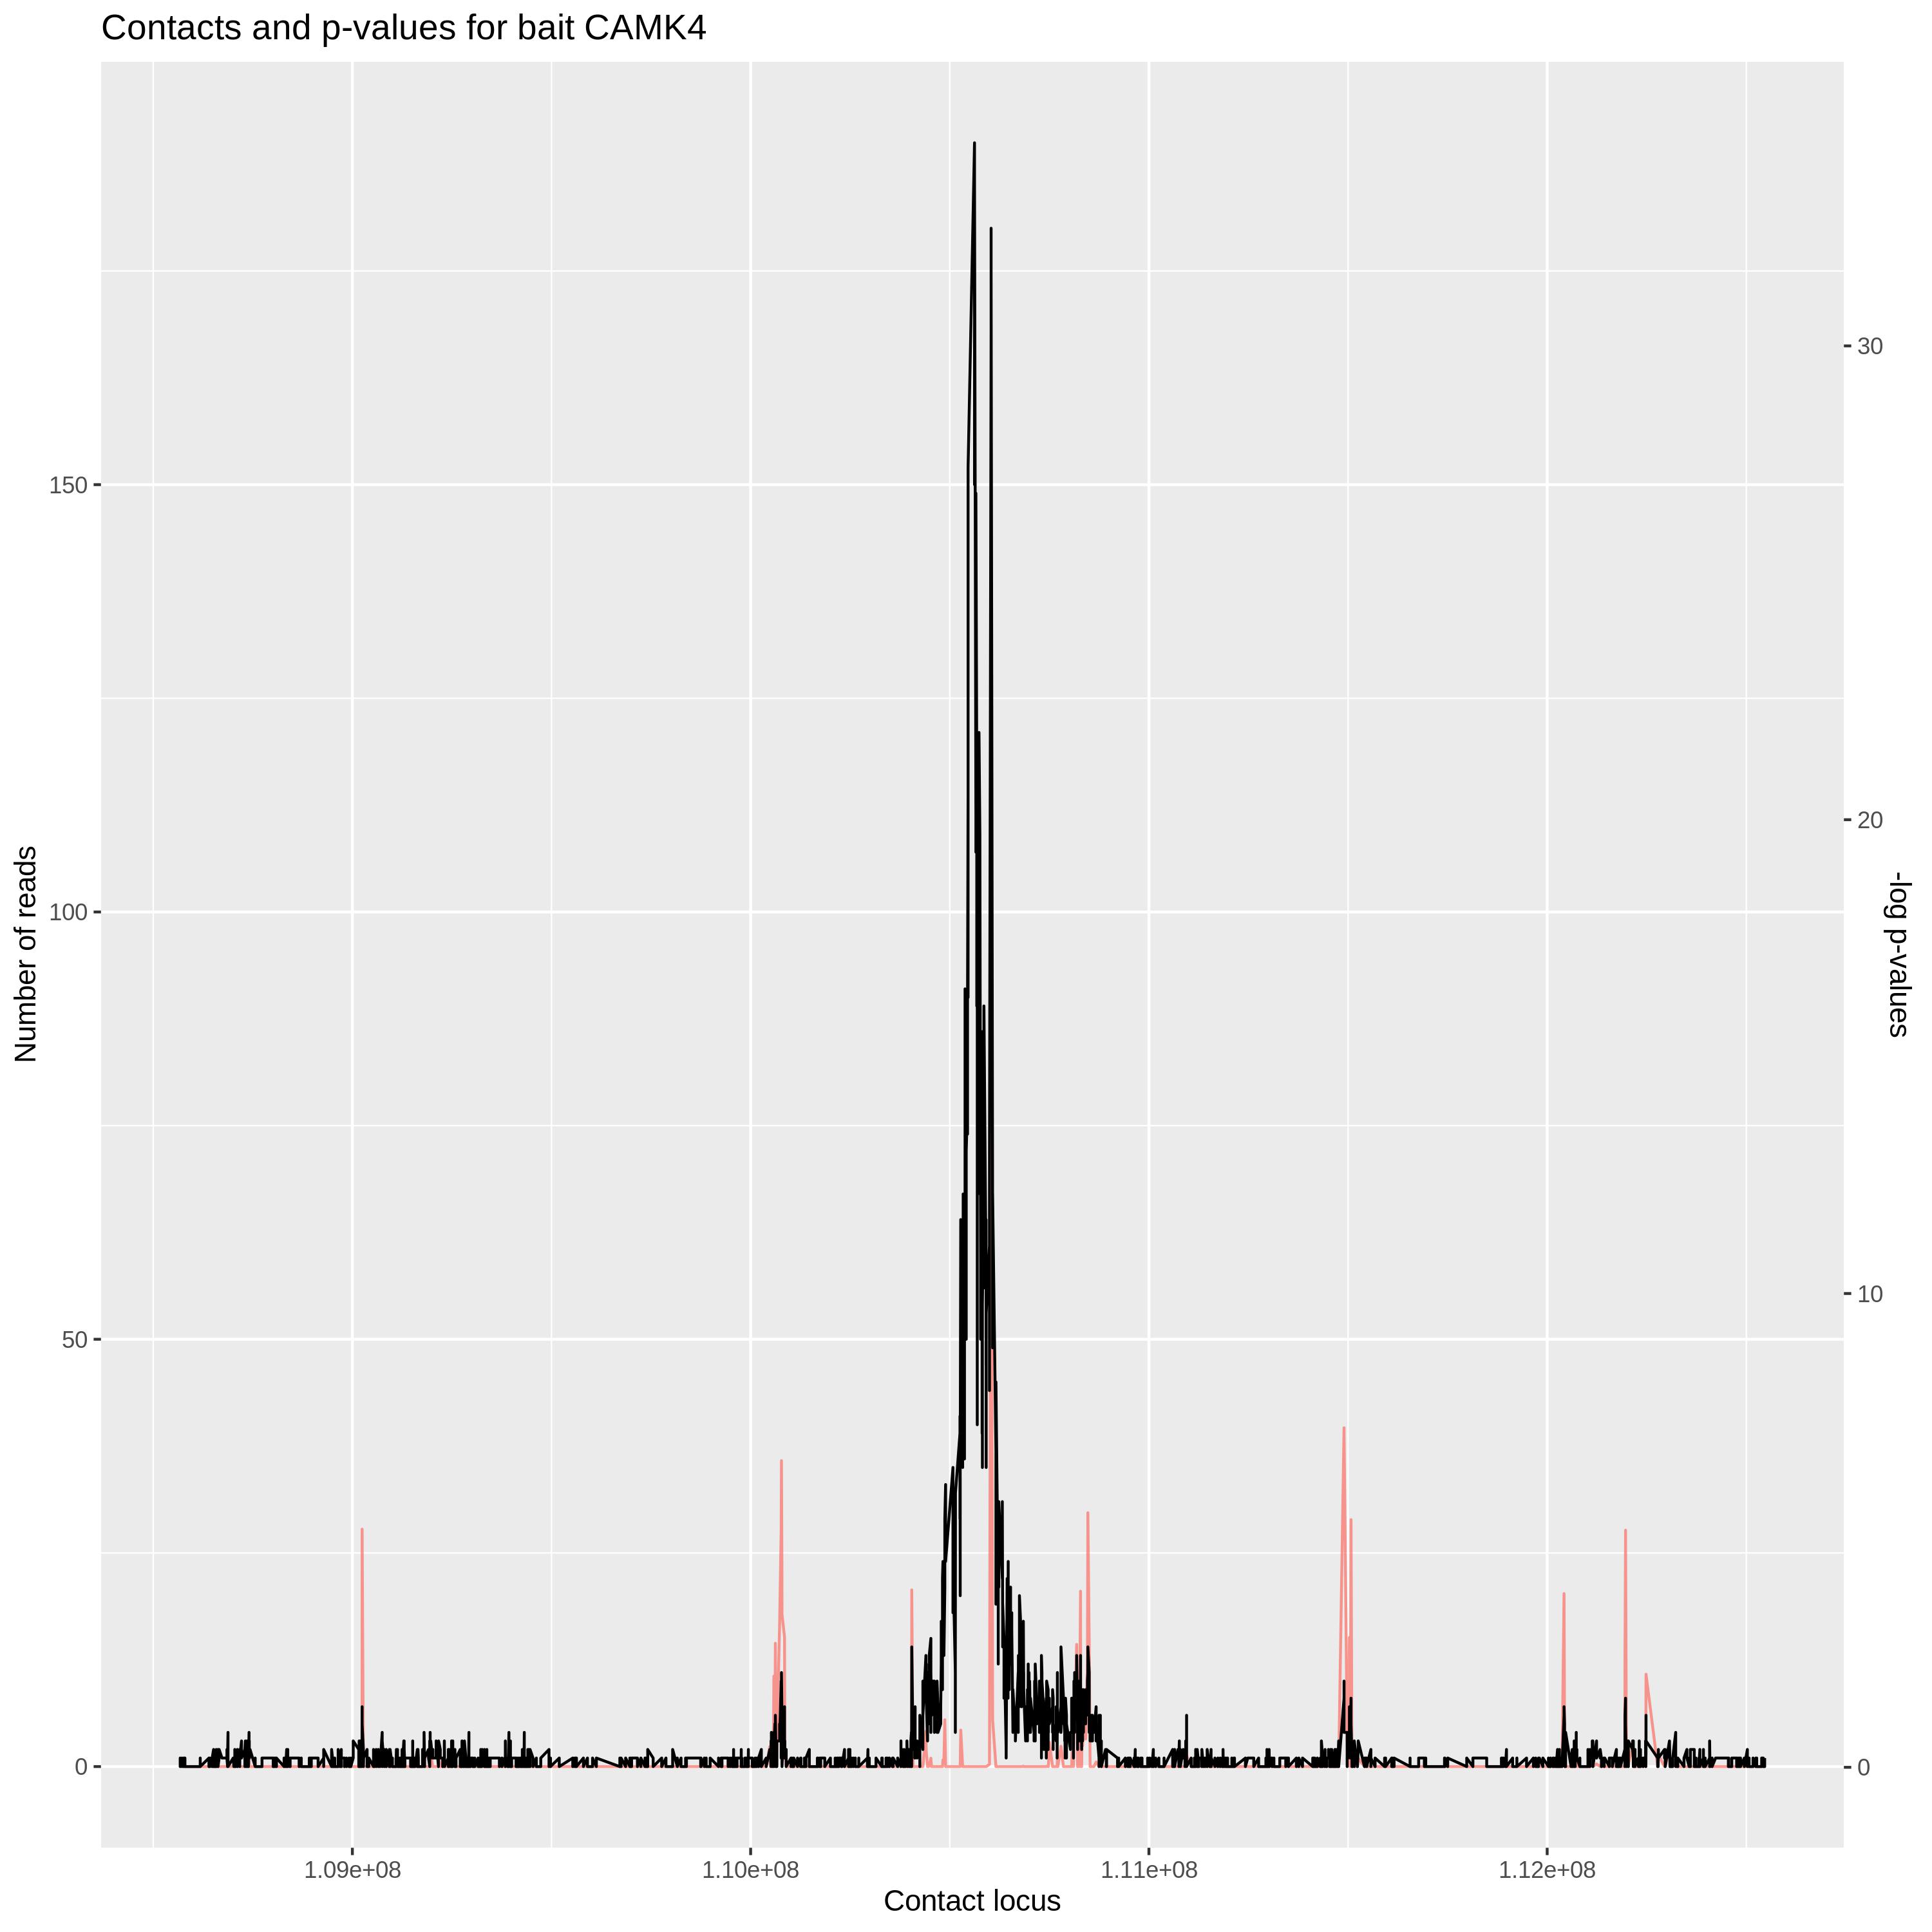 Contacts and p-values for bait CAMK4
Number of reads
150
100
50
0
30
20
10
0
-log p-values
1.09e+08
1.10e+08
1.11e+08
1.12e+08
Contact locus